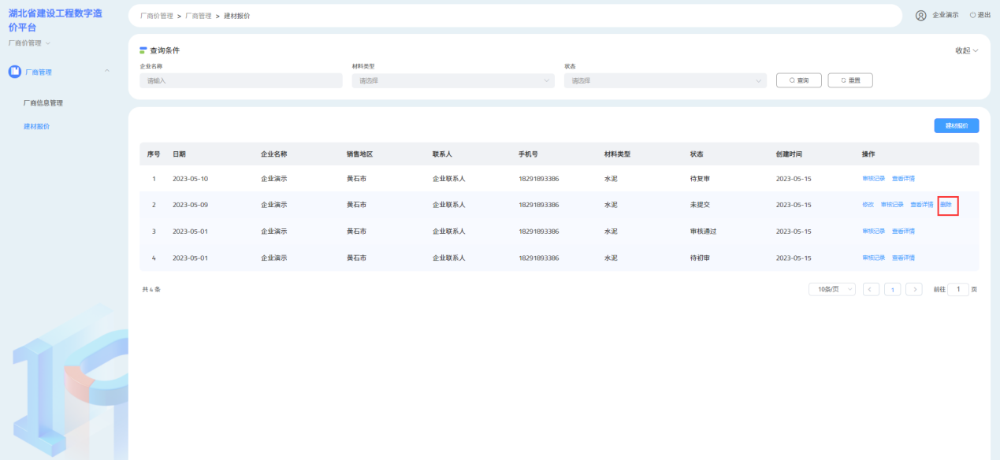 湖北省建设工程数字造
价平台
厂商价管理
厂商管理
厂商信息管理
建材报价
厂商价管理 > 厂商管理 > 建材报价
企业演示 退出
查询条件 收起
企业名称 材料类型 状态
请输入 请选择 请选择 查询 重置
建材报价
序号 日期 企业名称 销售地区 联系人 手机号 材料类型 状态 创建时间 操作
1 2023-05-10 企业演示 黄石市 企业联系人 18291893386 水泥 待复审 2023-05-15 审核记录 查看详情
2 2023-05-09 企业演示 黄石市 企业联系人 18291893386 水泥 未提交 2023-05-15 修改 审核记录 查看详情 删除
3 2023-05-01 企业演示 黄石市 企业联系人 18291893386 水泥 审核通过 2023-05-15 审核记录 查看详情
4 2023-05-01 企业演示 黄石市 企业联系人 18291893386 水泥 待初审 2023-05-15 审核记录 查看详情
共 4 条 10条/页 < 1 > 前往 1 页